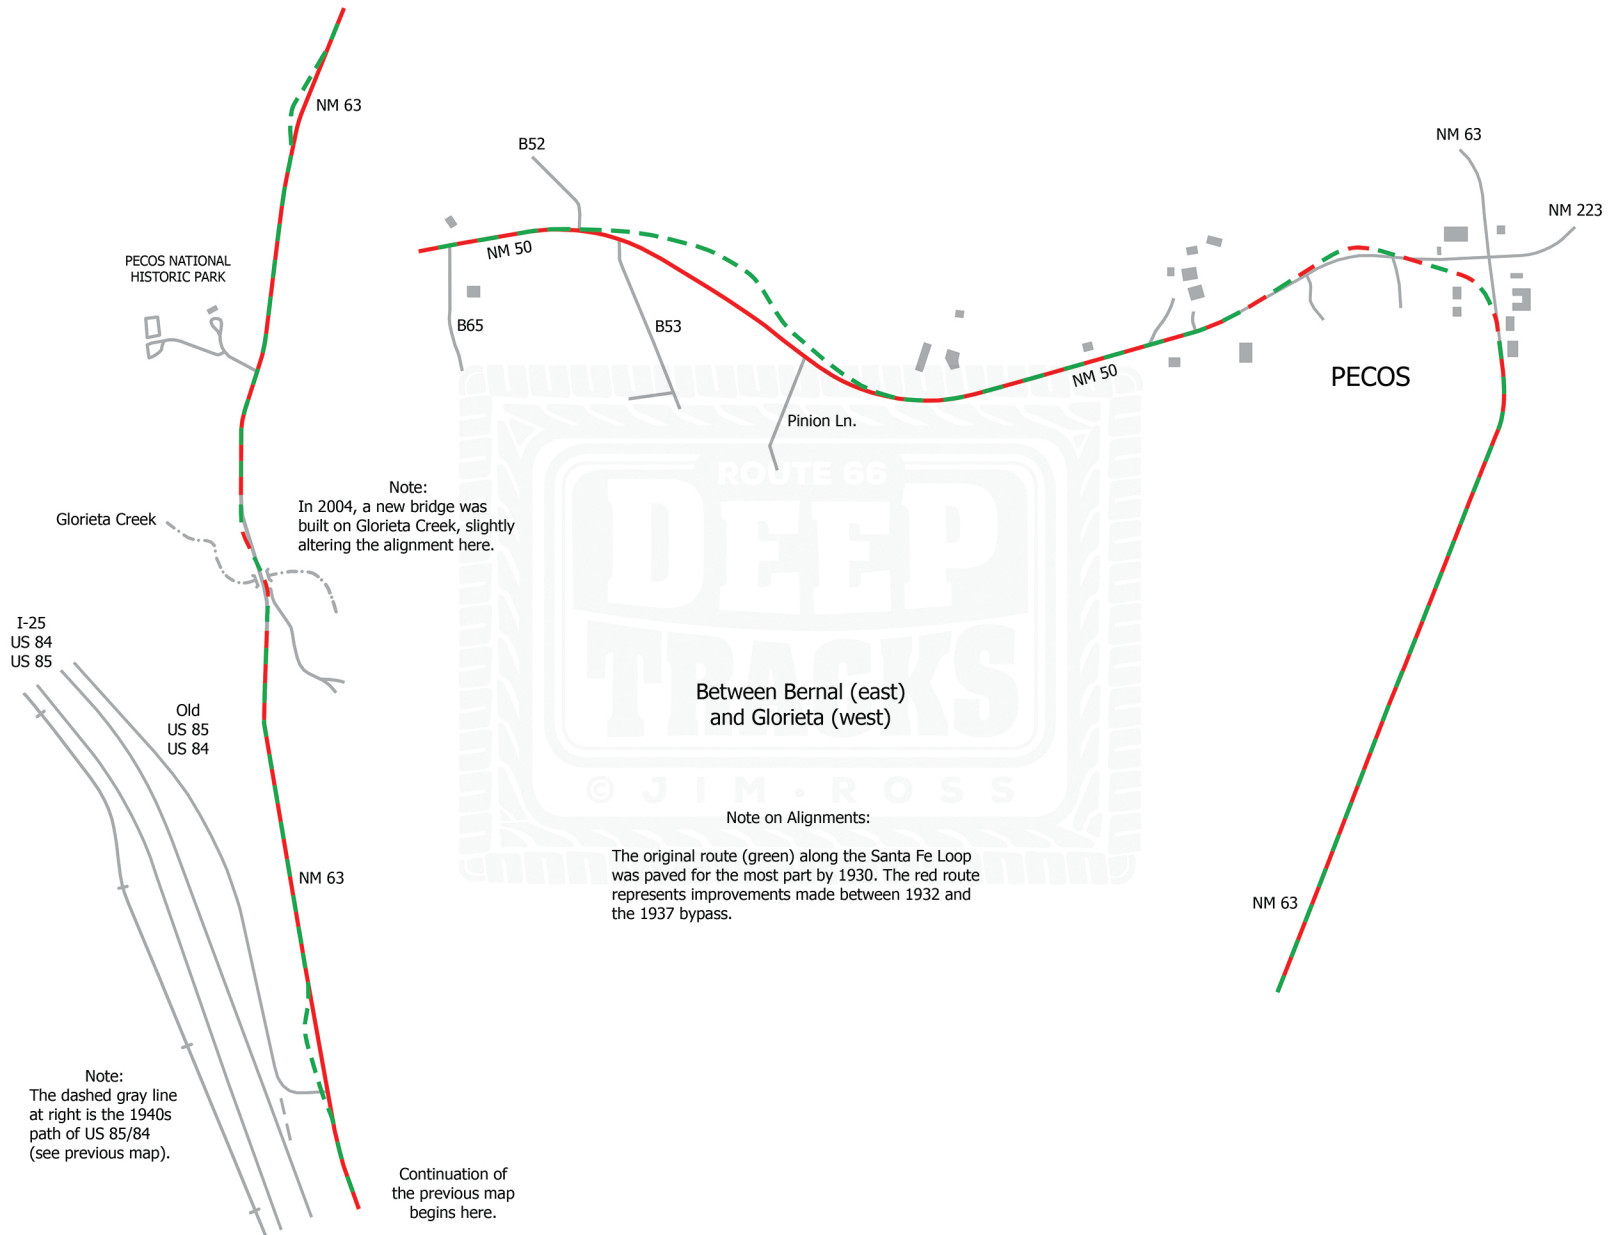 NM 63
B52
NM 63
NM 223
PECOS NATIONAL
HISTORIC PARK
NM 50
B65
B53
NM 50
PECOS
Pinion Ln.
ROUTE 66
DEEP
TRACKS
© JIM · ROSS
Note:
In 2004, a new bridge was
built on Glorieta Creek, slightly
altering the alignment here.
Glorieta Creek
I-25
US 84
US 85
Old
US 85
US 84
Between Bernal (east)
and Glorieta (west)
Note on Alignments:
The original route (green) along the Santa Fe Loop
was paved for the most part by 1930. The red route
represents improvements made between 1932 and
the 1937 bypass.
NM 63
NM 63
Note:
The dashed gray line
at right is the 1940s
path of US 85/84
(see previous map).
Continuation of
the previous map
begins here.